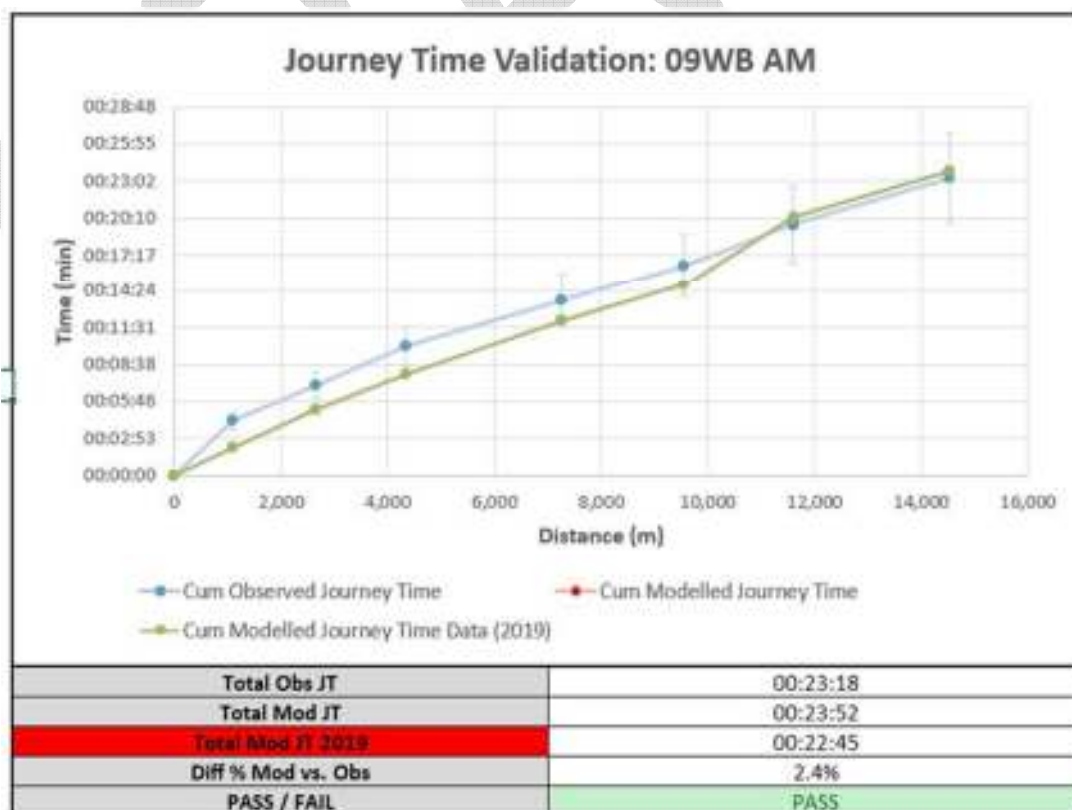 Journey Time Validation: 09WB AM
00:28:48
00:25:55
00:23:02
00:20:10
00:17:17
00:14:24
00:11:31
00:08:38
00:05:46
00:02:53
00:00:00
Time (min)
0 2,000 4,000 6,000 8,000 10,000 12,000 14,000 16,000
Distance (m)
Cum Observed Journey Time Cum Modelled Journey Time
Cum Modelled Journey Time Data (2019)
Total Obs JT 00:23:18
Total Mod JT 00:23:52
Total Mod JT 2019 00:22:45
Diff % Mod vs. Obs 2.4%
PASS / FAIL PASS